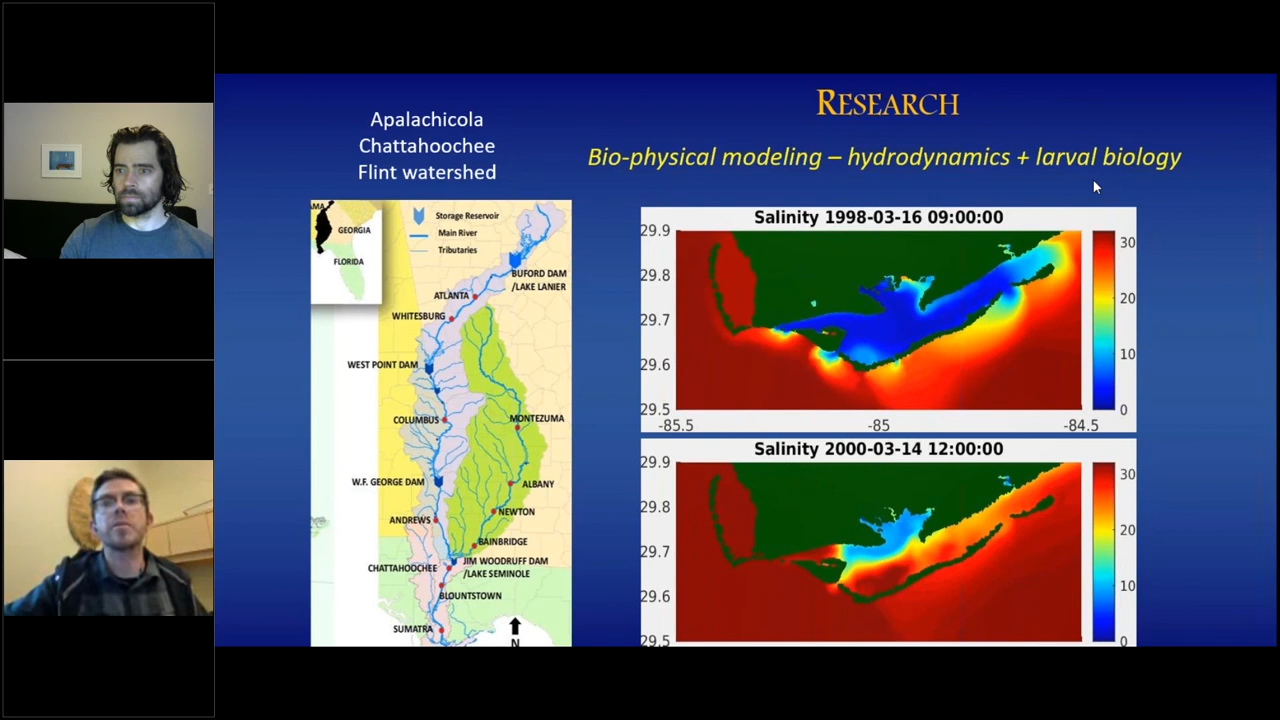 Apalachicola
Chattahoochee
Flint watershed
RESEARCH
Bio-physical modeling – hydrodynamics + larval biology
GEORGIA
FLORIDA
Storage Reservoir
Main River
Tributaries
BUFORD DAM
/LAKE LANIER
ATLANTA
WHITESBURG
WEST POINT DAM
COLUMBUS
MONTEZUMA
W.F. GEORGE DAM
ALBANY
NEWTON
ANDREWS
BAINBRIDGE
JIM WOODRUFF DAM
/LAKE SEMINOLE
CHATTAHOOCHEE
BLOUNTSTOWN
SUMATRA
N
Salinity 1998-03-16 09:00:00
29.9
29.8
29.7
29.6
29.5
-85.5
-85
-84.5
30
20
10
0
Salinity 2000-03-14 12:00:00
29.9
29.8
29.7
29.6
29.5
30
20
10
0